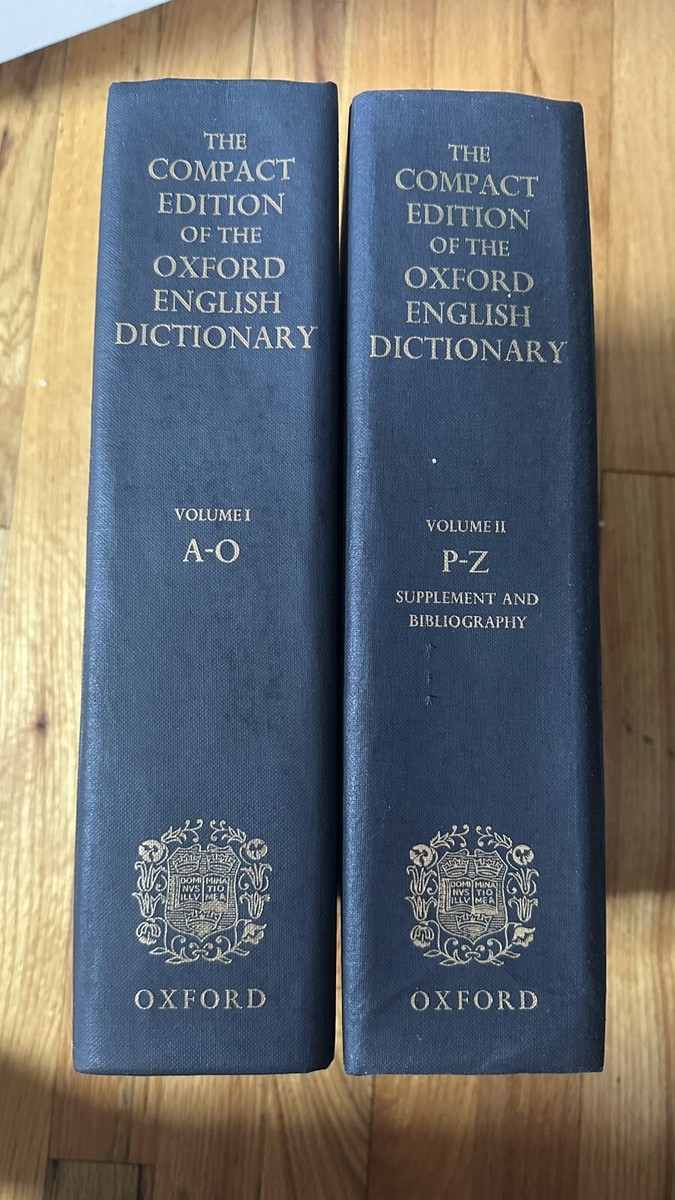 THE
COMPACT
EDITION
OF THE
OXFORD
ENGLISH
DICTIONARY
VOLUME I
A-O
DOMI MINA
NVS TIO
ILLV MEA
OXFORD
THE
COMPACT
EDITION
OF THE
OXFORD
ENGLISH
DICTIONARY
VOLUME II
P-Z
SUPPLEMENT AND
BIBLIOGRAPHY
DOMI MINA
NVS TIO
ILLV MEA
OXFORD